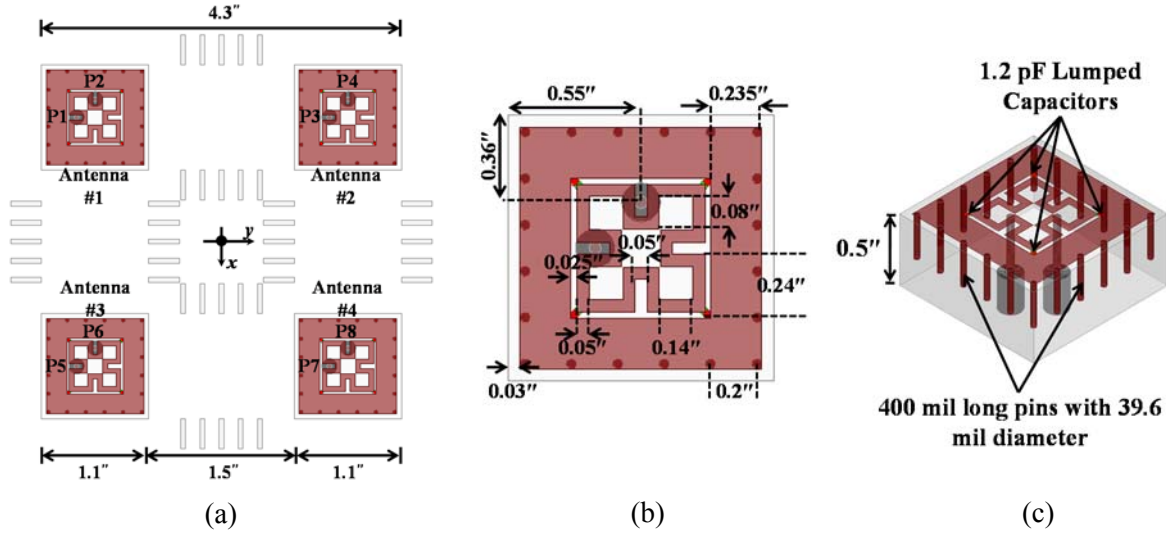 4.3"
P2
P4
P1
P3
Antenna
#1
Antenna
#2
y
x
Antenna
#3
Antenna
#4
P6
P8
P5
P7
1.1"
1.5"
1.1"
(a)
0.55"
0.235"
0.36"
0.08"
0.05"
0.025"
0.24"
0.05"
0.14"
0.03"
0.2"
(b)
1.2 pF Lumped
Capacitors
0.5"
400 mil long pins with 39.6
mil diameter
(c)